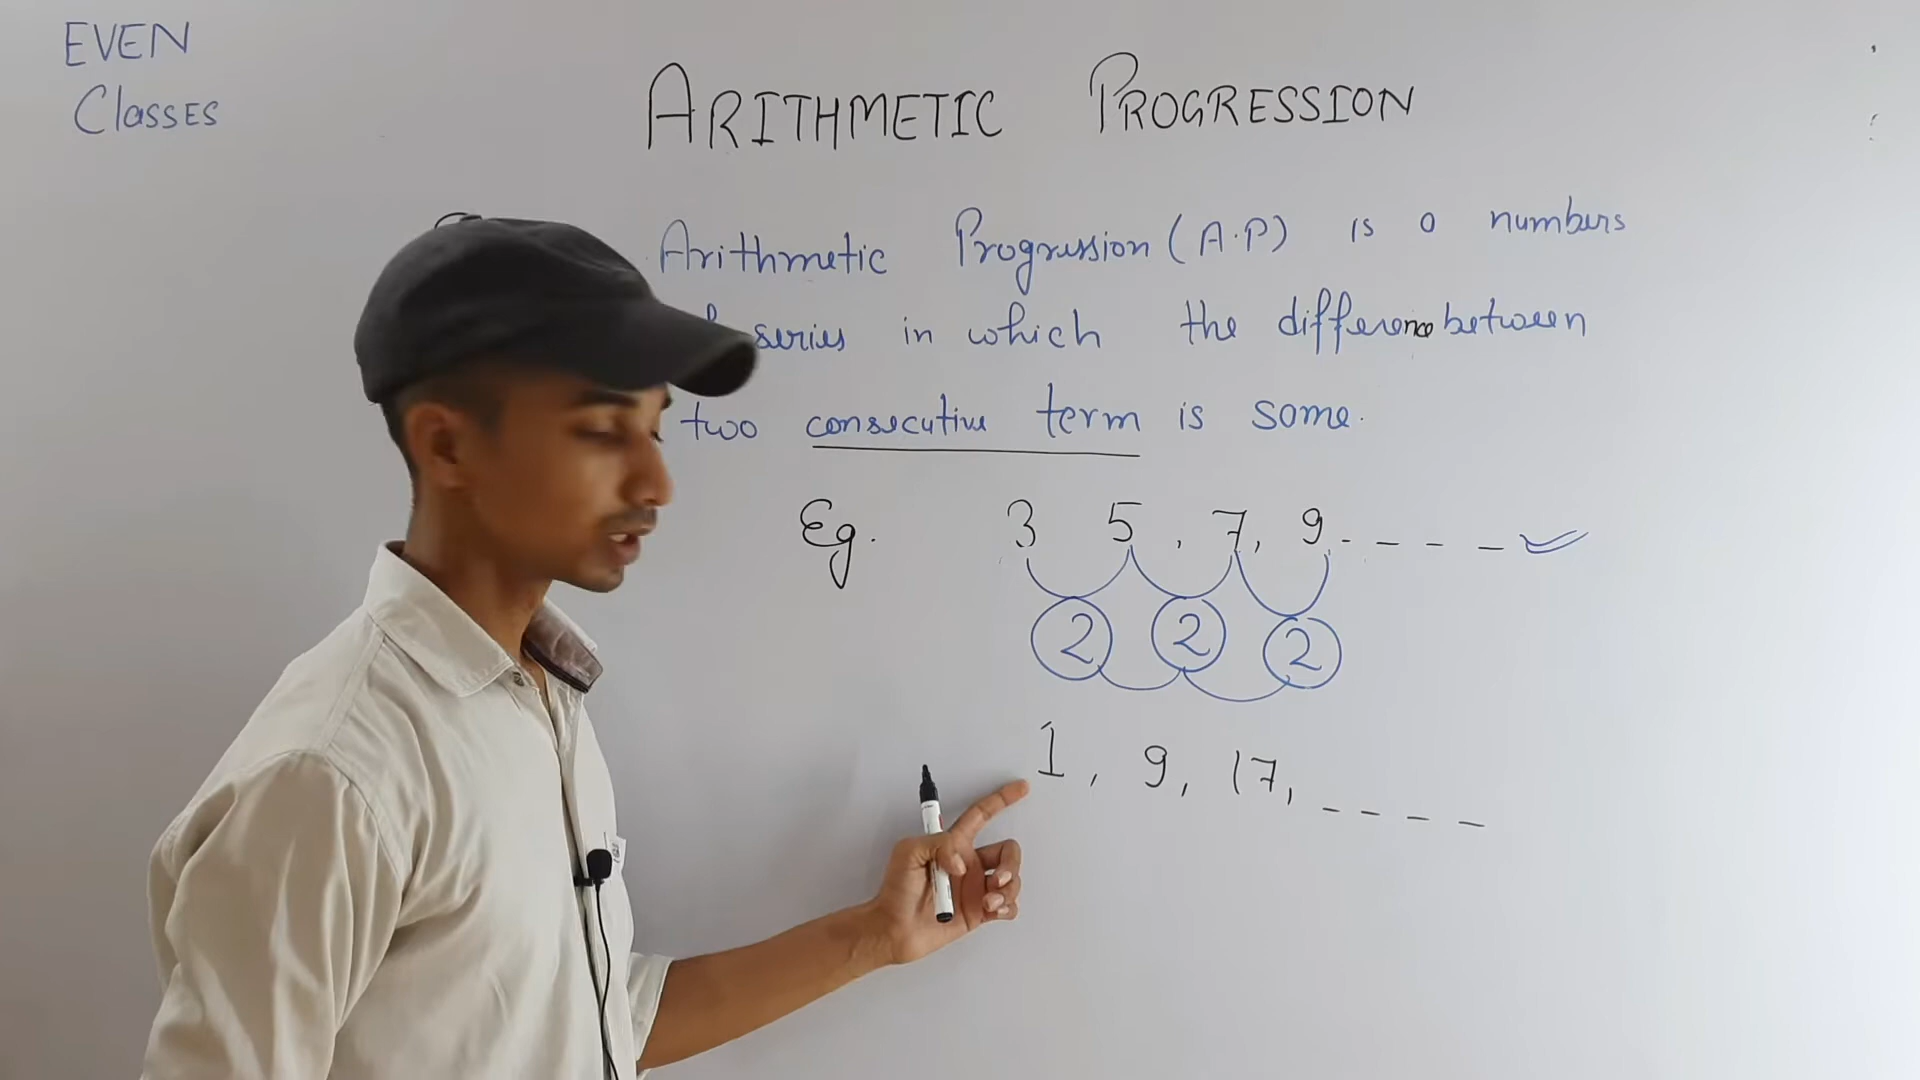 EVEN
Classes
ARITHMETIC PROGRESSION
Arithmetic Progression (A.P) is a numbers
series in which the difference between
two consecutive term is same.
Eg. 3 5 , 7, 9 - - - -
2 2 2
1, 9, 17, - - - -